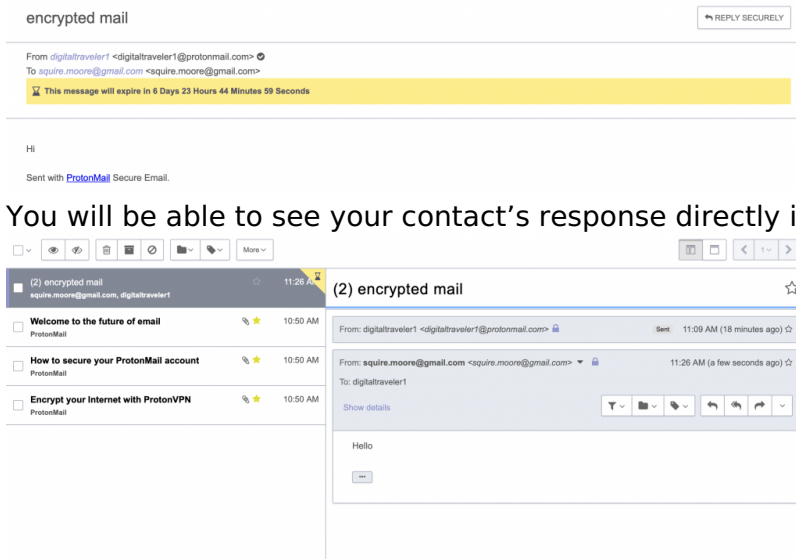 encrypted mail
REPLY SECURELY
From digitaltraveler1 <digitaltraveler1@protonmail.com>
To squire.moore@gmail.com <squire.moore@gmail.com>
This message will expire in 6 Days 23 Hours 44 Minutes 59 Seconds
Hi
Sent with ProtonMail Secure Email.
You will be able to see your contact’s response directly i
More
1
(2) encrypted mail 11:26
squire.moore@gmail.com, digitaltraveler1
Welcome to the future of email 10:50 AM
ProtonMail
How to secure your ProtonMail account 10:50 AM
ProtonMail
Encrypt your Internet with ProtonVPN 10:50 AM
ProtonMail
(2) encrypted mail
From: digitaltraveler1 <digitaltraveler1@protonmail.com> Sent 11:09 AM (18 minutes ago)
From: squire.moore@gmail.com <squire.moore@gmail.com> 11:26 AM (a few seconds ago)
To: digitaltraveler1
Show details
Hello
...